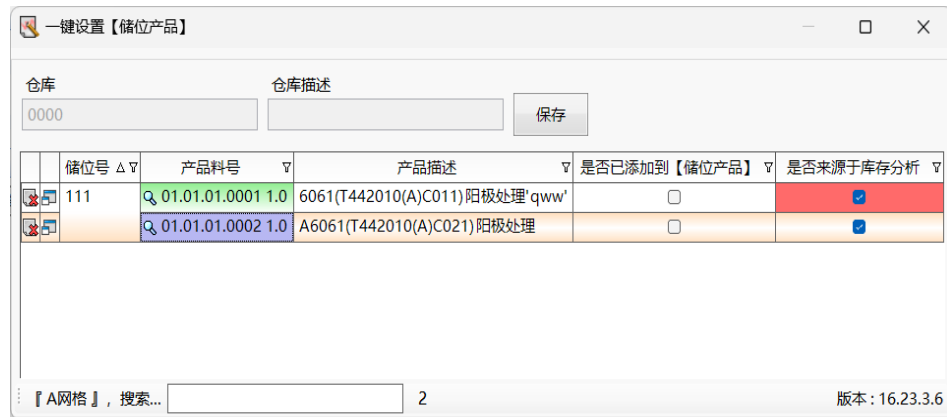 一键设置【储位产品】
仓库 仓库描述
0000
保存
储位号 产品料号 产品描述 是否已添加到【储位产品】 是否来源于库存分析
111 01.01.01.0001 1.0 6061(T442010(A)C011)阳极处理'qww'
01.01.01.0002 1.0 A6061(T442010(A)C021)阳极处理
『A网格』, 搜索... 2 版本 : 16.23.3.6